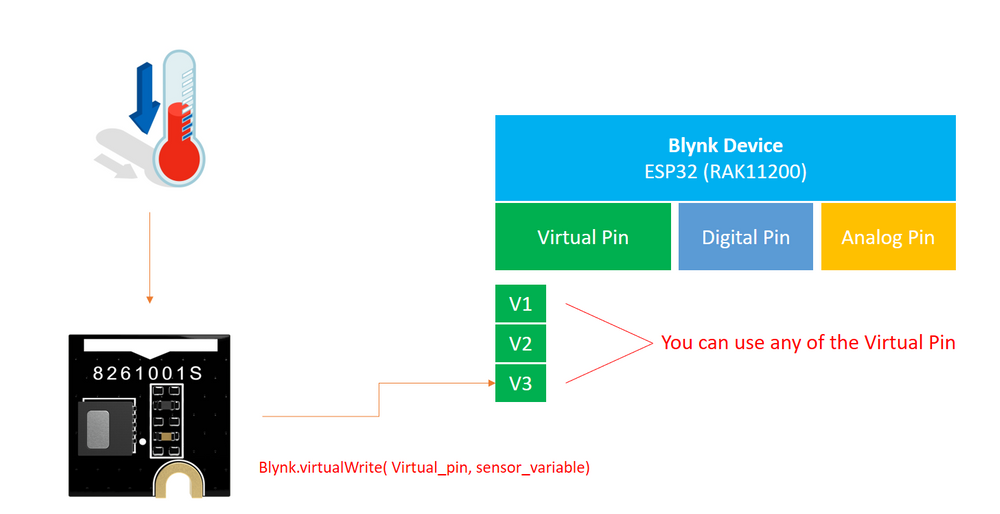 Blynk Device
ESP32 (RAK11200)
Virtual Pin
Digital Pin
Analog Pin
V1
V2
V3
You can use any of the Virtual Pin
8261001S
Blynk.virtualWrite( Virtual_pin, sensor_variable)